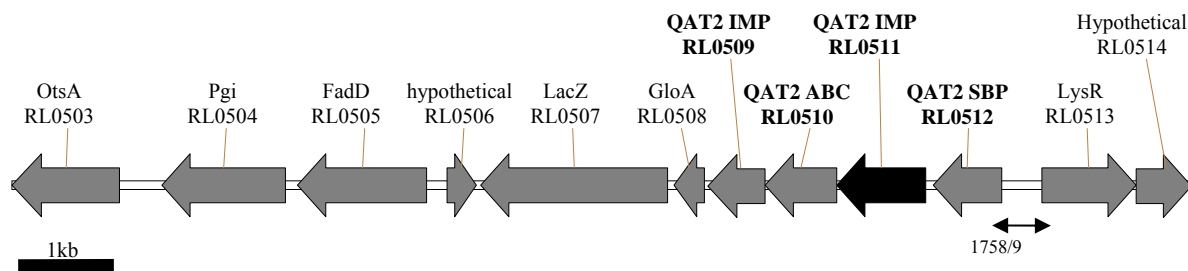 OtsA
RL0503
Pgi
RL0504
FadD
RL0505
hypothetical
RL0506
LacZ
RL0507
GloA
RL0508
QAT2 IMP
RL0509
QAT2 ABC
RL0510
QAT2 IMP
RL0511
QAT2 SBP
RL0512
LysR
RL0513
Hypothetical
RL0514
1758/9
1kb